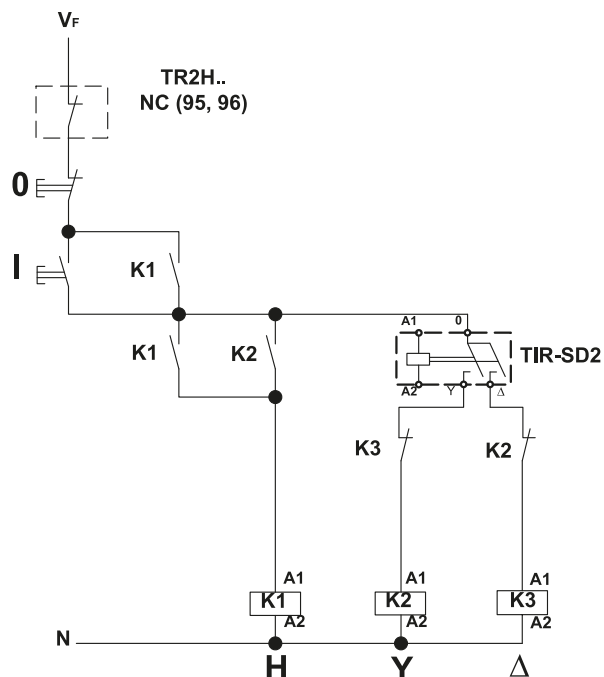 VF
TR2H..
NC (95, 96)
0
I
K1
K1
K2
A1
0
TIR-SD2
A2
Y
Δ
K3
K2
A1
A1
A1
K1
K2
K3
A2
A2
A2
N
H
Y
Δ